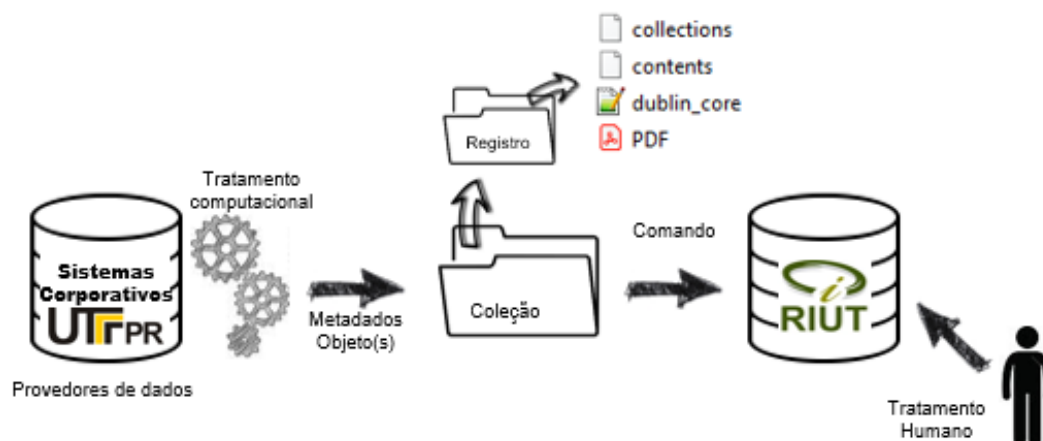 collections
contents
dublin_core
PDF
Registro
Tratamento
computacional
Sistemas
Corporativos
UTFPR
Provedores de dados
Metadados
Objeto(s)
Coleção
Comando
i
RIUT
Tratamento
Humano